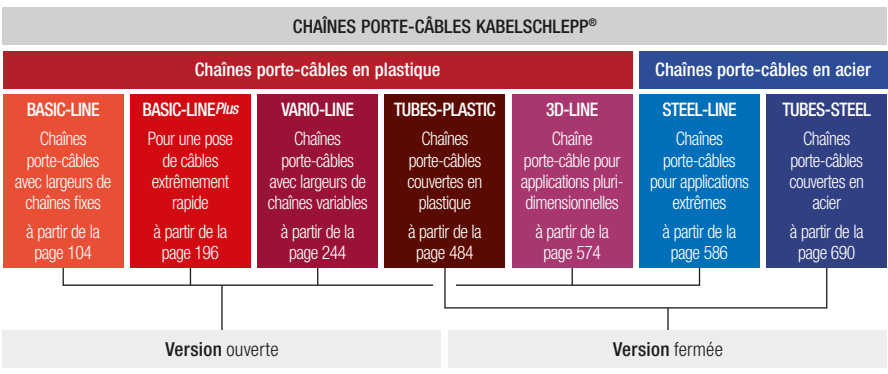 CHAÎNES PORTE-CÂBLES KABELSCHLEPP®
Chaînes porte-câbles en plastique
Chaînes porte-câbles en acier
BASIC-LINE
Chaînes
porte-câbles
avec largeurs de
chaînes fixes
à partir de la
page 104
BASIC-LINEPlus
Pour une pose
de câbles
extrêmement
rapide
à partir de la
page 196
VARIO-LINE
Chaînes
porte-câbles
avec largeurs de
chaînes variables
à partir de la
page 244
TUBES-PLASTIC
Chaînes
porte-câbles
couvertes en
plastique
à partir de la
page 484
3D-LINE
Chaîne
porte-câble pour
applications pluri-
dimensionnelles
à partir de la
page 574
STEEL-LINE
Chaînes
porte-câbles
pour applications
extrêmes
à partir de la
page 586
TUBES-STEEL
Chaînes
porte-câbles
couvertes en
acier
à partir de la
page 690
Version ouverte
Version fermée